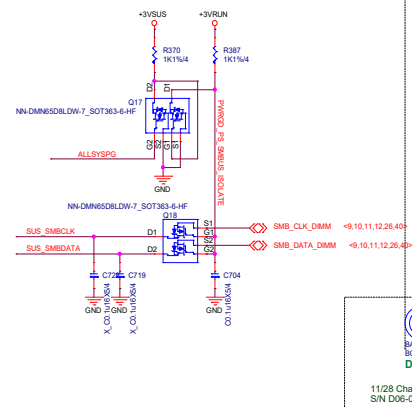 +3VSUS
+3VRUN
R370
1K1%/4
R387
1K1%/4
D2
D1
Q17
NN-DMN65D8LDW-7_SOT363-6-HF
G2
S2
G1
S1
PWRGD_PS_SMBUS_ISOLATE
ALLSYSPG
GND
NN-DMN65D8LDW-7_SOT363-6-HF
Q18
SUS_SMBCLK
D1
S1
G1
SMB_CLK_DIMM <9,10,11,12,26,40>
SUS_SMBDATA
D2
S2
G2
SMB_DATA_DIMM <9,10,11,12,26,40>
C719
C704
X_C0.1u16X5/4
X_C0.1u16X5/4
C0.1u16X5/4
GND
GND
GND
BA
BO
D
11/28 Cha
S/N D06-0